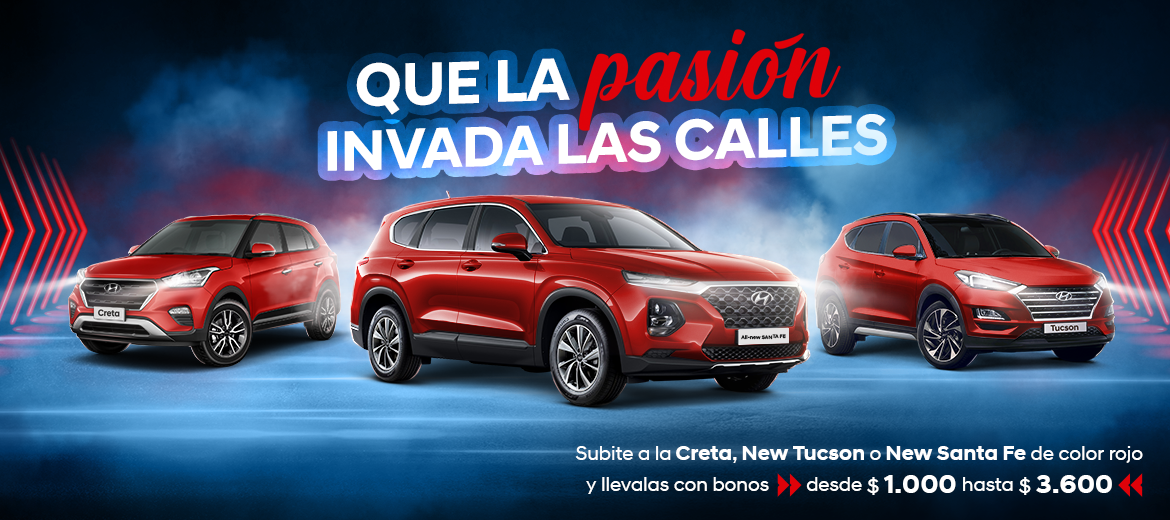 QUE LA pasión
INVADA LAS CALLES
Creta
All-new SANTA FE
Tucson
Subite a la Creta, New Tucson o New Santa Fe de color rojo
y llevalas con bonos desde $ 1.000 hasta $ 3.600